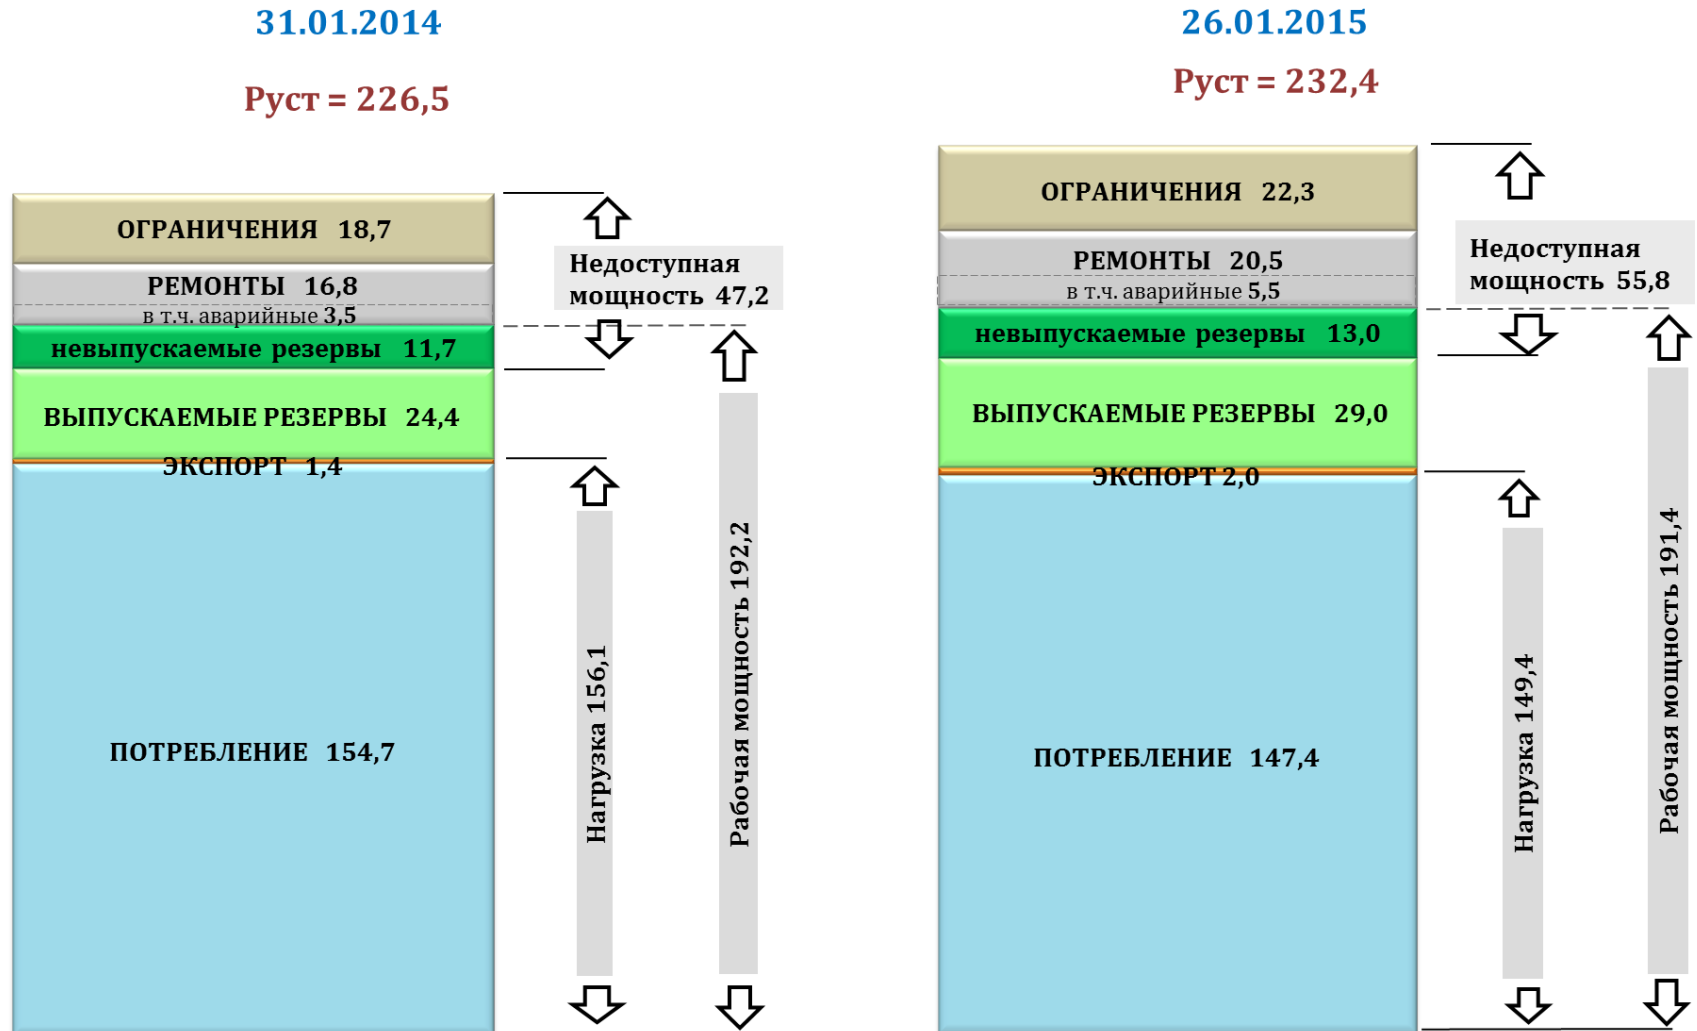 31.01.2014
Руст = 226,5
ОГРАНИЧЕНИЯ 18,7
РЕМОНТЫ 16,8
в т.ч. аварийные 3,5
невыпускаемые резервы 11,7
ВЫПУСКАЕМЫЕ РЕЗЕРВЫ 24,4
ЭКСПОРТ 1,4
ПОТРЕБЛЕНИЕ 154,7
Недоступная
мощность 47,2
Нагрузка 156,1
Рабочая мощность 192,2
26.01.2015
Руст = 232,4
ОГРАНИЧЕНИЯ 22,3
РЕМОНТЫ 20,5
в т.ч. аварийные 5,5
невыпускаемые резервы 13,0
ВЫПУСКАЕМЫЕ РЕЗЕРВЫ 29,0
ЭКСПОРТ 2,0
ПОТРЕБЛЕНИЕ 147,4
Недоступная
мощность 55,8
Нагрузка 149,4
Рабочая мощность 191,4